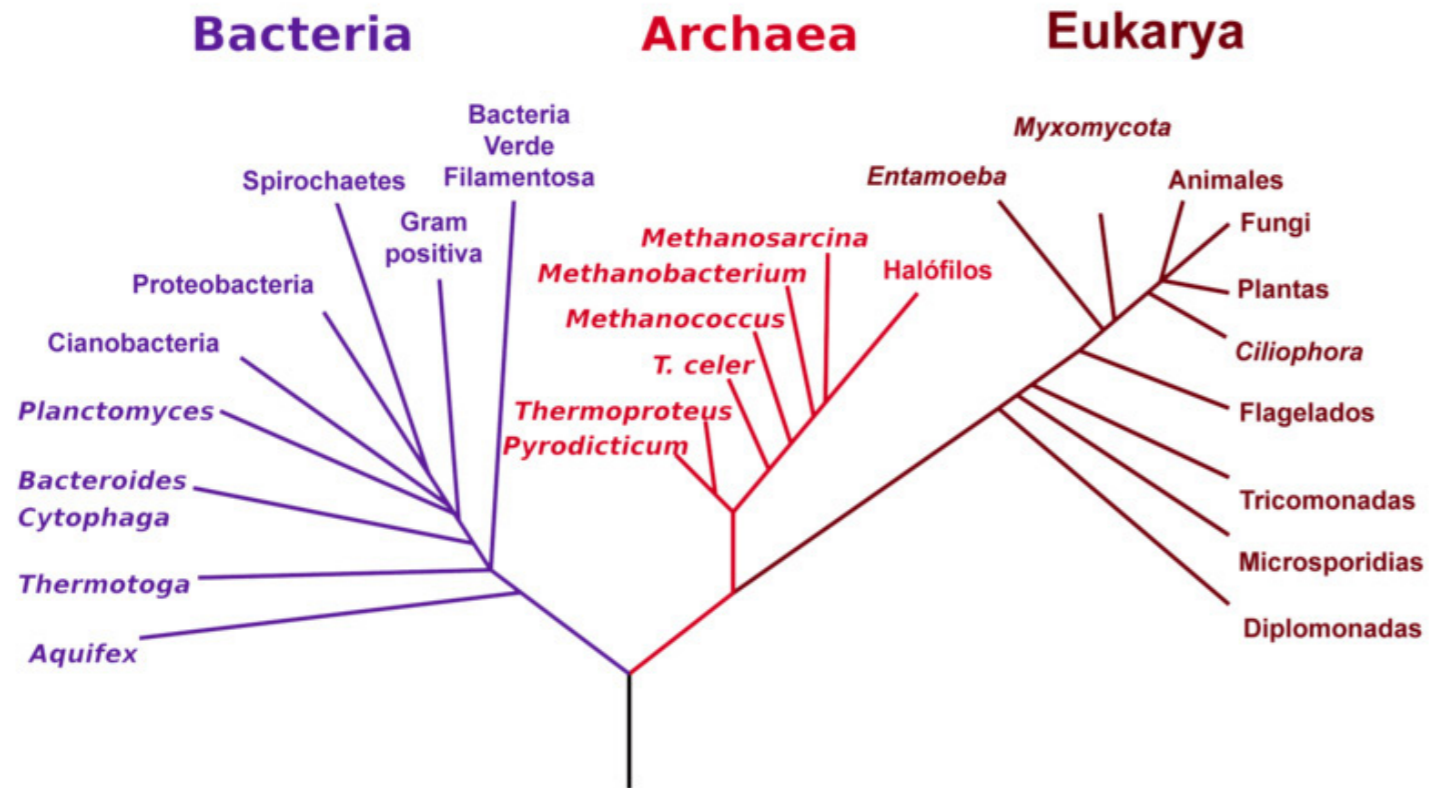 Bacteria
Archaea
Eukarya
Bacteria
Verde
Filamentosa
Spirochaetes
Gram
positiva
Proteobacteria
Cianobacteria
Planctomyces
Bacteroides
Cytophaga
Thermotoga
Aquifex
Methanosarcina
Methanobacterium
Halófilos
Methanococcus
T. celer
Thermoproteus
Pyrodicticum
Myxomycota
Entamoeba
Animales
Fungi
Plantas
Ciliophora
Flagelados
Tricomonadas
Microsporidias
Diplomonadas